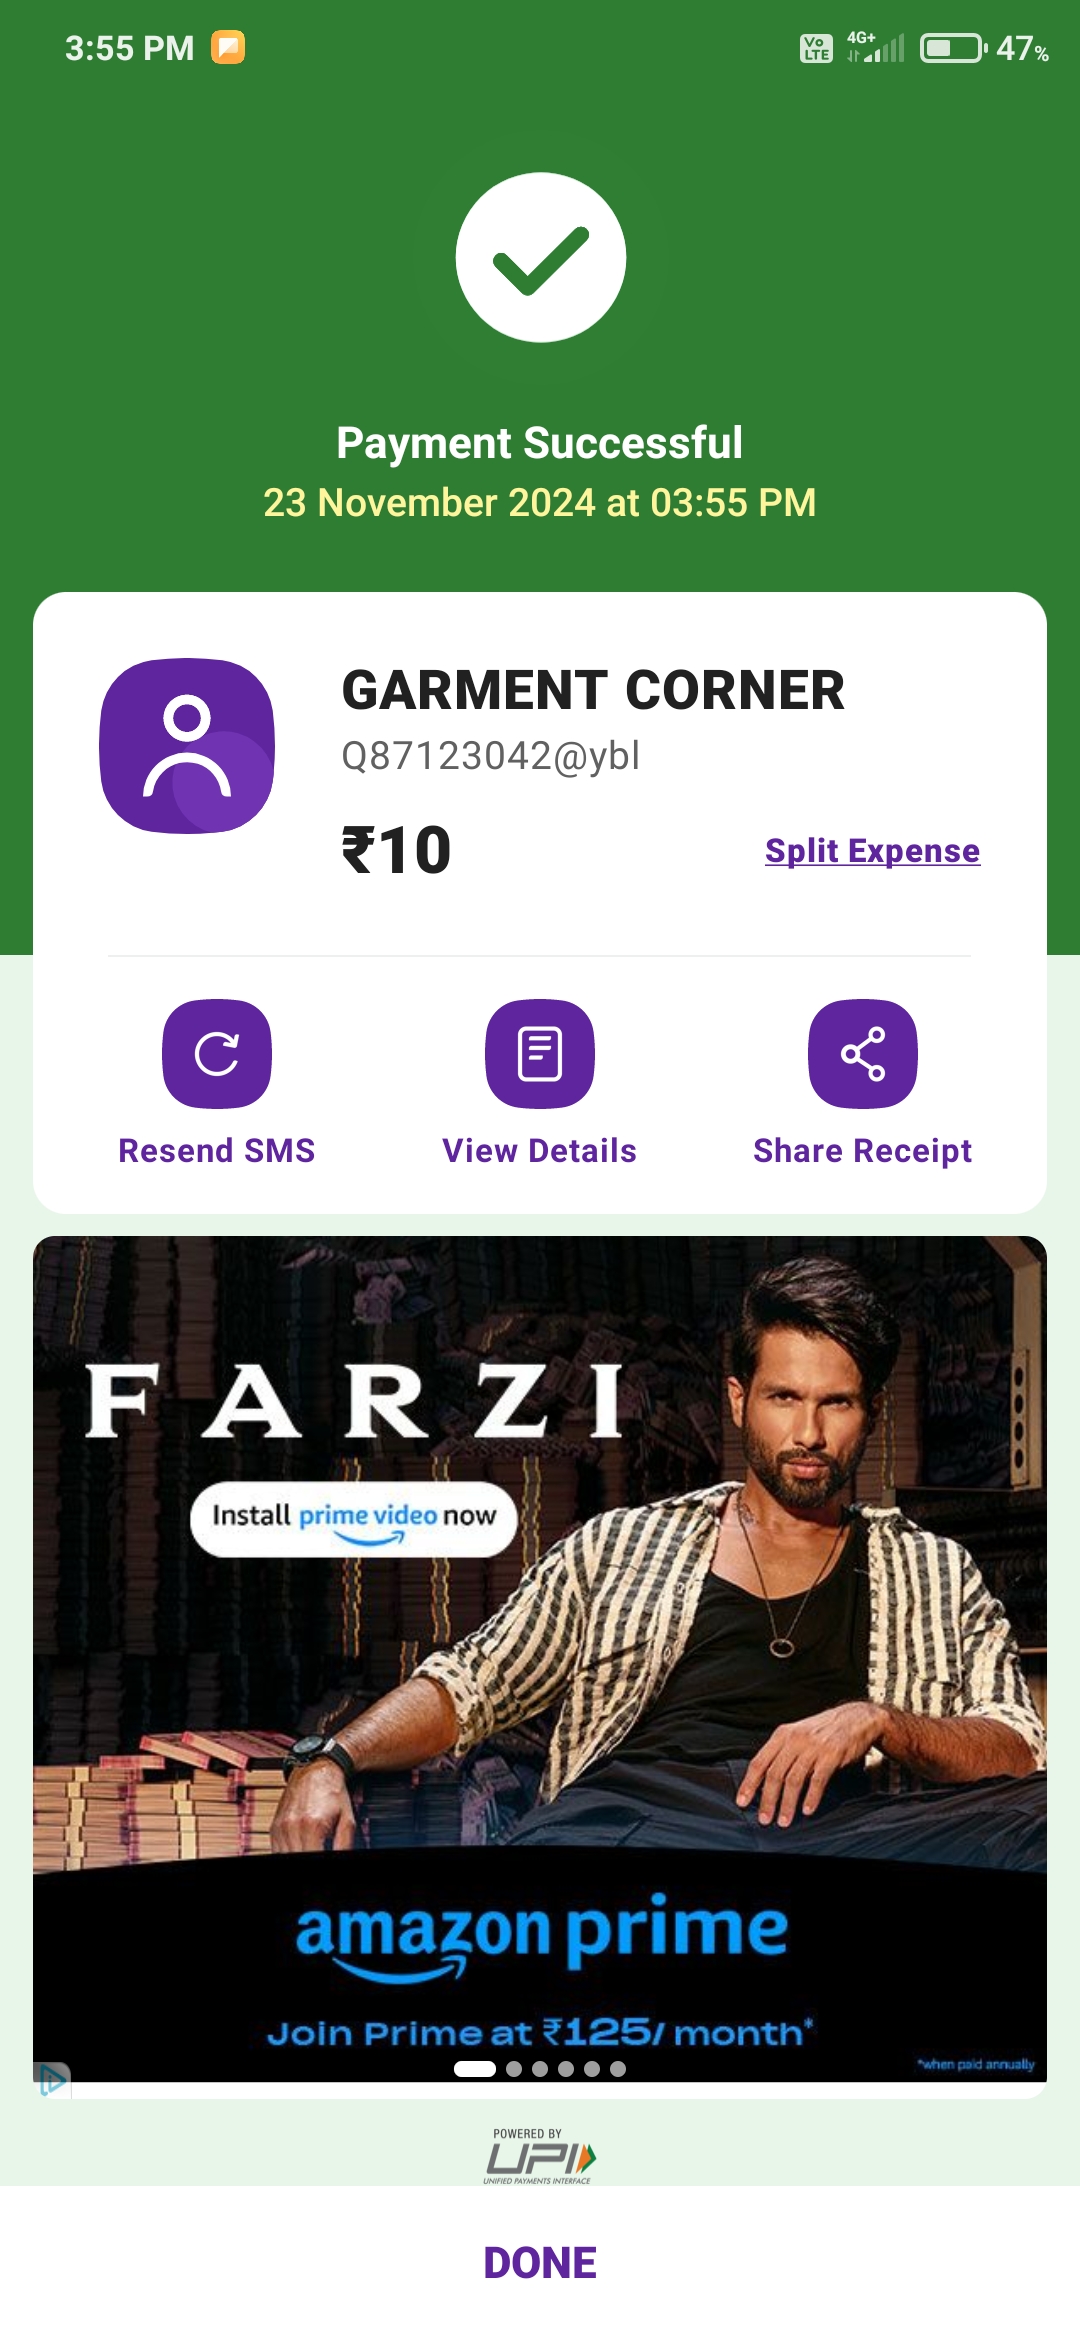 3:55 PM
Vo LTE 4G+ 47%
Payment Successful
23 November 2024 at 03:55 PM
GARMENT CORNER
Q87123042@ybl
₹10
Split Expense
Resend SMS
View Details
Share Receipt
FARZI
Install prime video now
amazon prime
Join Prime at ₹125/ month*
*when paid annually
POWERED BY
UPI
UNIFIED PAYMENTS INTERFACE
DONE